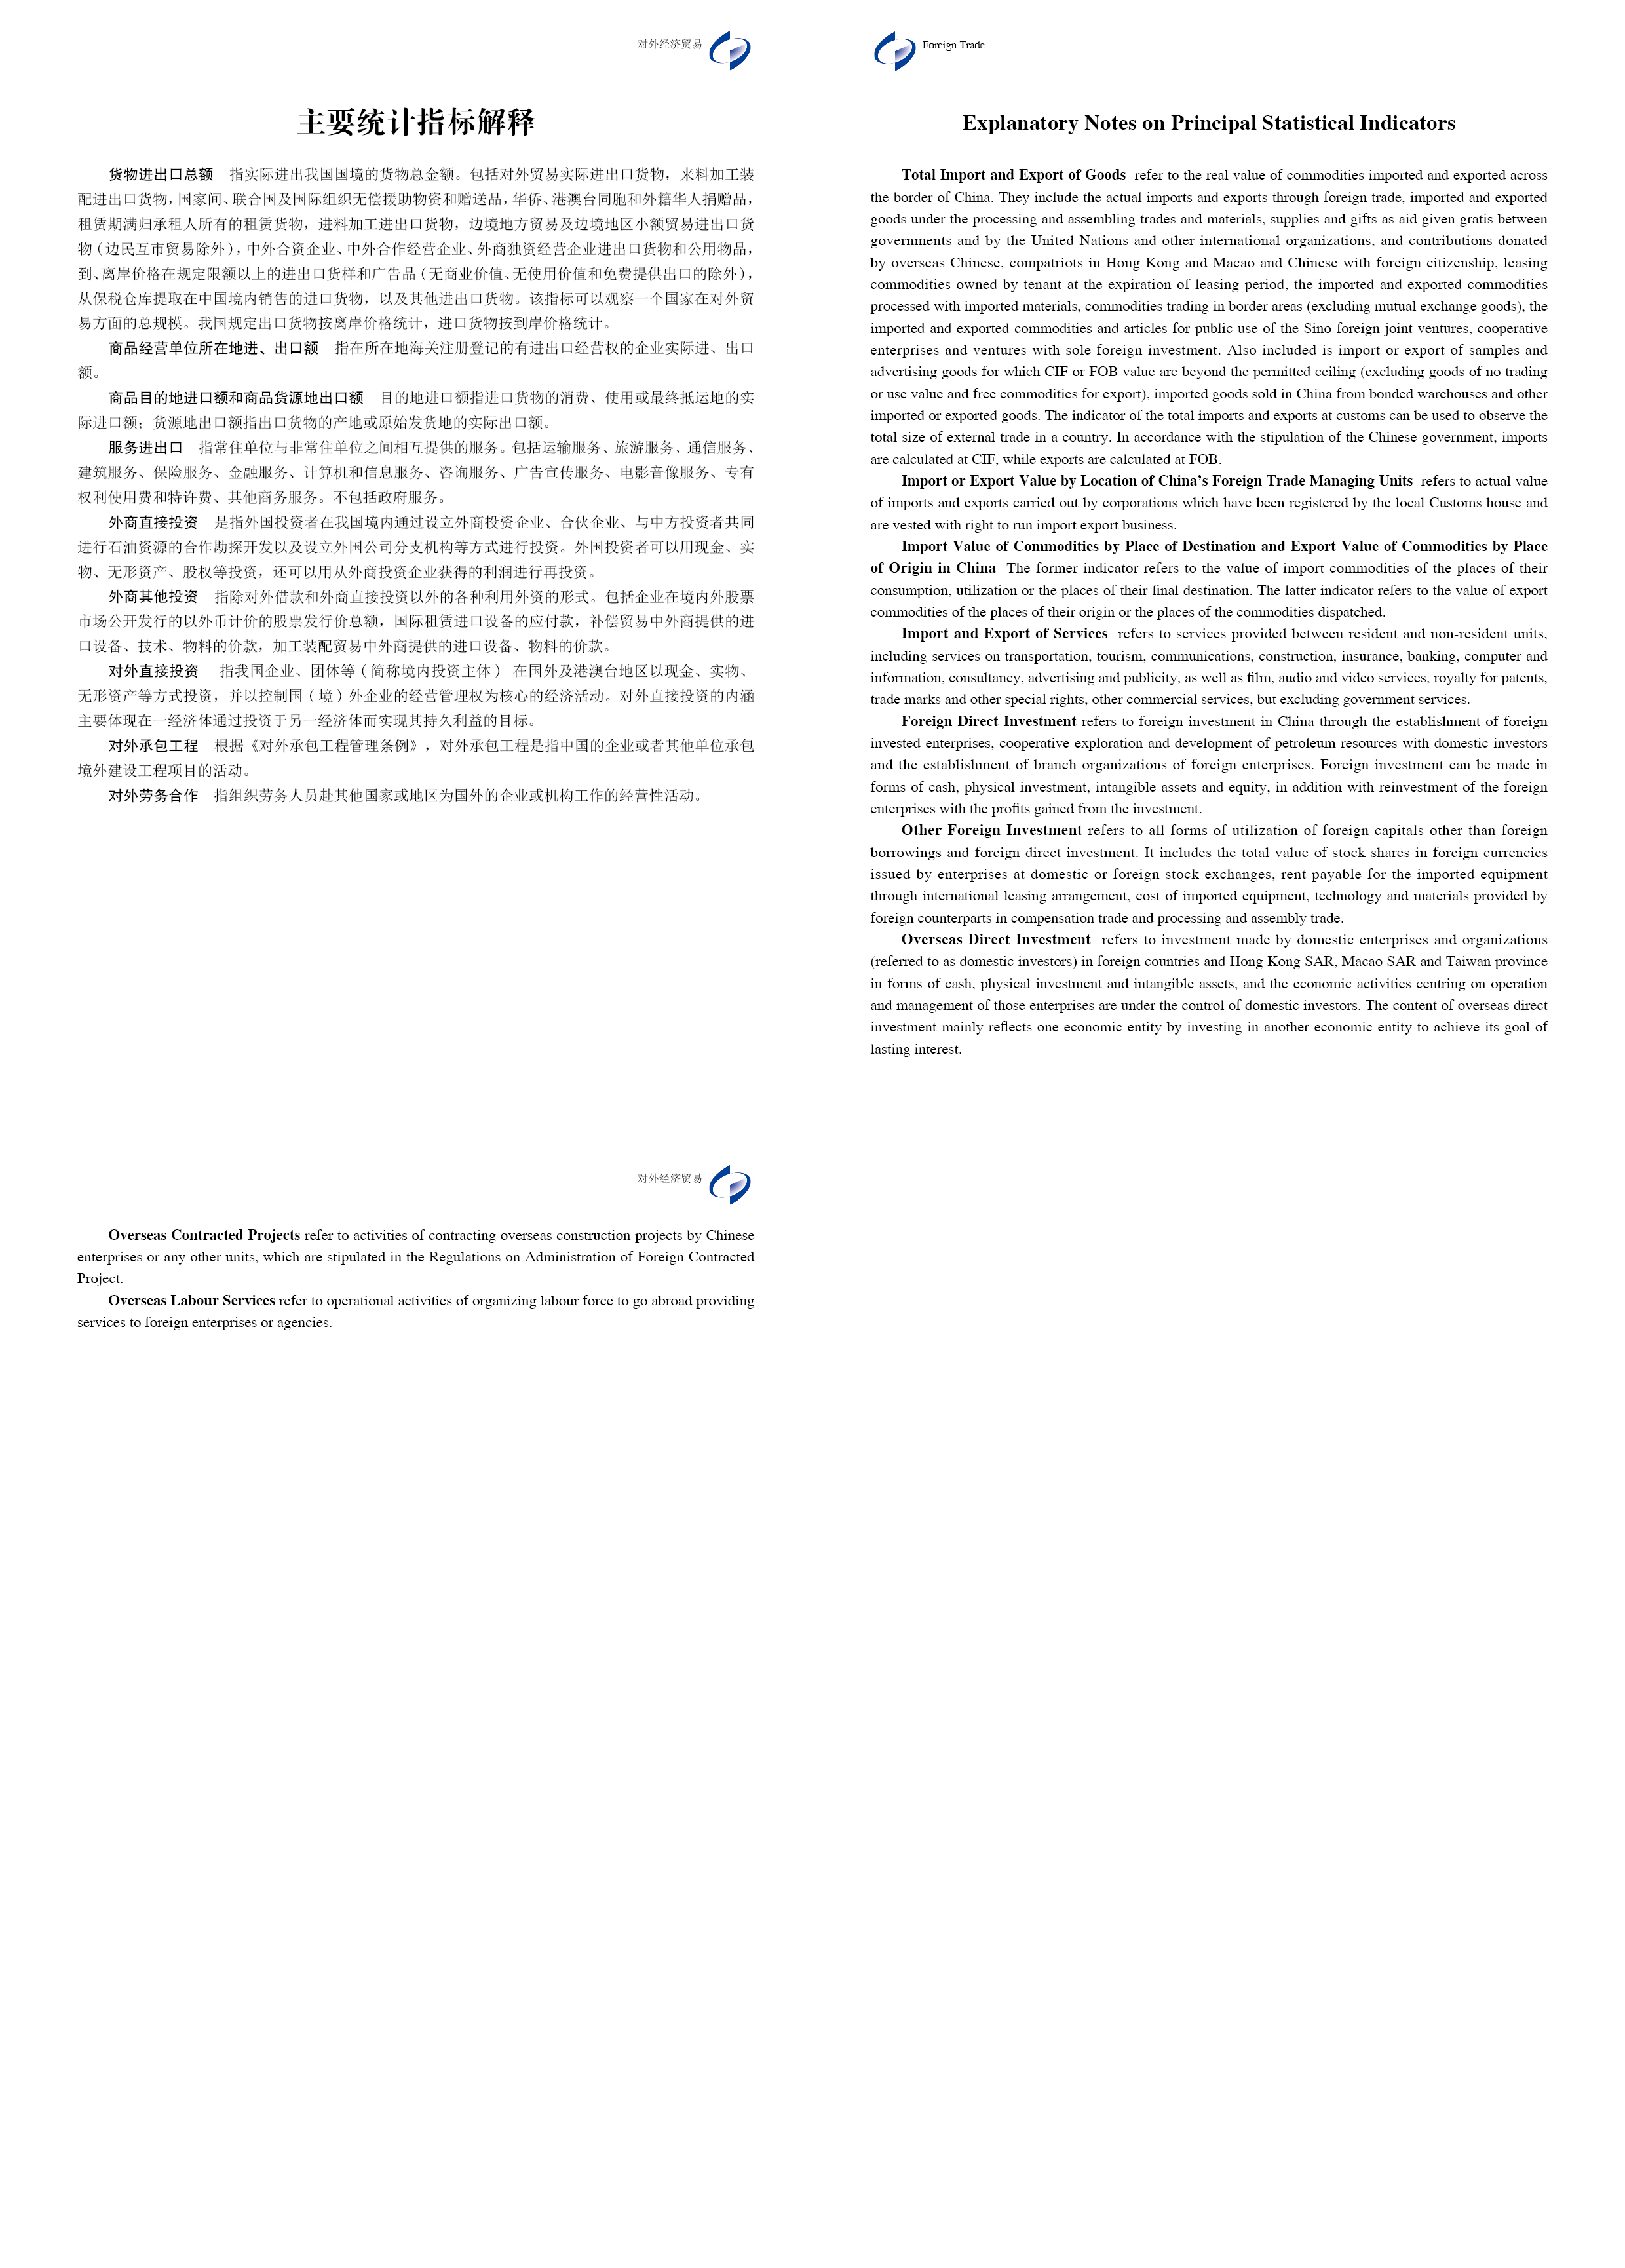 对外经济贸易
主要统计指标解释
货物进出口总额　指实际进出我国国境的货物总金额。包括对外贸易实际进出口货物，来料加工装
配进出口货物，国家间、联合国及国际组织无偿援助物资和赠送品，华侨、港澳台同胞和外籍华人捐赠品，
租赁期满归承租人所有的租赁货物，进料加工进出口货物，边境地方贸易及边境地区小额贸易进出口货
物（边民互市贸易除外），中外合资企业、中外合作经营企业、外商独资经营企业进出口货物和公用物品，
到、离岸价格在规定限额以上的进出口货样和广告品（无商业价值、无使用价值和免费提供出口的除外），
从保税仓库提取在中国境内销售的进口货物，以及其他进出口货物。该指标可以观察一个国家在对外贸
易方面的总规模。我国规定出口货物按离岸价格统计，进口货物按到岸价格统计。
商品经营单位所在地进、出口额　指在所在地海关注册登记的有进出口经营权的企业实际进、出口
额。
商品目的地进口额和商品货源地出口额　目的地进口额指进口货物的消费、使用或最终抵运地的实
际进口额；货源地出口额指出口货物的产地或原始发货地的实际出口额。
服务进出口　指常住单位与非常住单位之间相互提供的服务。包括运输服务、旅游服务、通信服务、
建筑服务、保险服务、金融服务、计算机和信息服务、咨询服务、广告宣传服务、电影音像服务、专有
权利使用费和特许费、其他商务服务。不包括政府服务。
外商直接投资　是指外国投资者在我国境内通过设立外商投资企业、合伙企业、与中方投资者共同
进行石油资源的合作勘探开发以及设立外国公司分支机构等方式进行投资。外国投资者可以用现金、实
物、无形资产、股权等投资，还可以用从外商投资企业获得的利润进行再投资。
外商其他投资　指除对外借款和外商直接投资以外的各种利用外资的形式。包括企业在境内外股票
市场公开发行的以外币计价的股票发行价总额，国际租赁进口设备的应付款，补偿贸易中外商提供的进
口设备、技术、物料的价款，加工装配贸易中外商提供的进口设备、物料的价款。
对外直接投资　指我国企业、团体等（简称境内投资主体） 在国外及港澳台地区以现金、实物、
无形资产等方式投资，并以控制国（境）外企业的经营管理权为核心的经济活动。对外直接投资的内涵
主要体现在一经济体通过投资于另一经济体而实现其持久利益的目标。
对外承包工程　根据《对外承包工程管理条例》，对外承包工程是指中国的企业或者其他单位承包
境外建设工程项目的活动。
对外劳务合作　指组织劳务人员赴其他国家或地区为国外的企业或机构工作的经营性活动。
Foreign Trade
Explanatory Notes on Principal Statistical Indicators
Total Import and Export of Goods refer to the real value of commodities imported and exported across
the border of China. They include the actual imports and exports through foreign trade, imported and exported
goods under the processing and assembling trades and materials, supplies and gifts as aid given gratis between
governments and by the United Nations and other international organizations, and contributions donated
by overseas Chinese, compatriots in Hong Kong and Macao and Chinese with foreign citizenship, leasing
commodities owned by tenant at the expiration of leasing period, the imported and exported commodities
processed with imported materials, commodities trading in border areas (excluding mutual exchange goods), the
imported and exported commodities and articles for public use of the Sino-foreign joint ventures, cooperative
enterprises and ventures with sole foreign investment. Also included is import or export of samples and
advertising goods for which CIF or FOB value are beyond the permitted ceiling (excluding goods of no trading
or use value and free commodities for export), imported goods sold in China from bonded warehouses and other
imported or exported goods. The indicator of the total imports and exports at customs can be used to observe the
total size of external trade in a country. In accordance with the stipulation of the Chinese government, imports
are calculated at CIF, while exports are calculated at FOB.
Import or Export Value by Location of China's Foreign Trade Managing Units refers to actual value
of imports and exports carried out by corporations which have been registered by the local Customs house and
are vested with right to run import export business.
Import Value of Commodities by Place of Destination and Export Value of Commodities by Place
of Origin in China The former indicator refers to the value of import commodities of the places of their
consumption, utilization or the places of their final destination. The latter indicator refers to the value of export
commodities of the places of their origin or the places of the commodities dispatched.
Import and Export of Services refers to services provided between resident and non-resident units,
including services on transportation, tourism, communications, construction, insurance, banking, computer and
information, consultancy, advertising and publicity, as well as film, audio and video services, royalty for patents,
trade marks and other special rights, other commercial services, but excluding government services.
Foreign Direct Investment refers to foreign investment in China through the establishment of foreign
invested enterprises, cooperative exploration and development of petroleum resources with domestic investors
and the establishment of branch organizations of foreign enterprises. Foreign investment can be made in
forms of cash, physical investment, intangible assets and equity, in addition with reinvestment of the foreign
enterprises with the profits gained from the investment.
Other Foreign Investment refers to all forms of utilization of foreign capitals other than foreign
borrowings and foreign direct investment. It includes the total value of stock shares in foreign currencies
issued by enterprises at domestic or foreign stock exchanges, rent payable for the imported equipment
through international leasing arrangement, cost of imported equipment, technology and materials provided by
foreign counterparts in compensation trade and processing and assembly trade.
Overseas Direct Investment refers to investment made by domestic enterprises and organizations
(referred to as domestic investors) in foreign countries and Hong Kong SAR, Macao SAR and Taiwan province
in forms of cash, physical investment and intangible assets, and the economic activities centring on operation
and management of those enterprises are under the control of domestic investors. The content of overseas direct
investment mainly reflects one economic entity by investing in another economic entity to achieve its goal of
lasting interest.
对外经济贸易
Overseas Contracted Projects refer to activities of contracting overseas construction projects by Chinese
enterprises or any other units, which are stipulated in the Regulations on Administration of Foreign Contracted
Project.
Overseas Labour Services refer to operational activities of organizing labour force to go abroad providing
services to foreign enterprises or agencies.